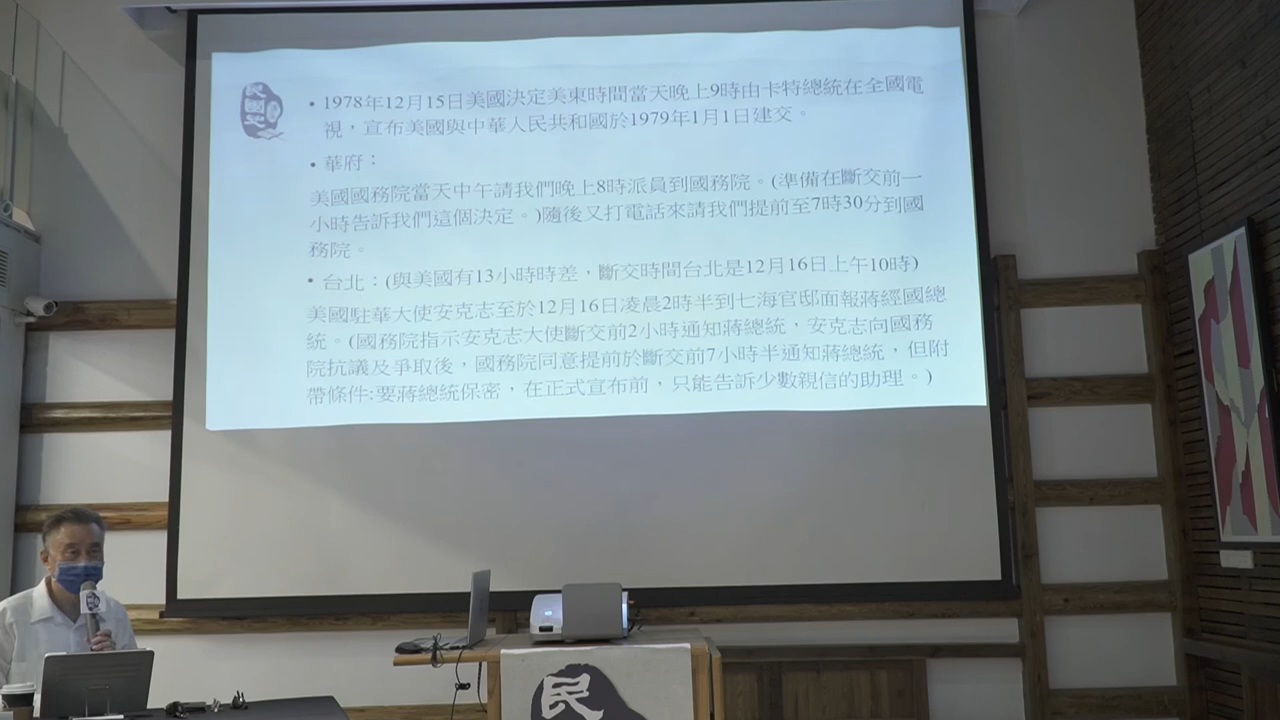 民國史
• 1978年12月15日美國決定美東時間當天晚上9時由卡特總統在全國電
視，宣布美國與中華人民共和國於1979年1月1日建交。
• 華府：
美國國務院當天中午請我們晚上8時派員到國務院。(準備在斷交前一
小時告訴我們這個決定。)隨後又打電話來請我們提前至7時30分到國
務院。
• 台北：(與美國有13小時時差，斷交時間台北是12月16日上午10時)
美國駐華大使安克志至於12月16日凌晨2時半到七海官邸面報蔣經國總
統。(國務院指示安克志大使斷交前2小時通知蔣總統，安克志向國務
院抗議及爭取後，國務院同意提前於斷交前7小時半通知蔣總統，但附
帶條件:要蔣總統保密，在正式宣布前，只能告訴少數親信的助理。)
民